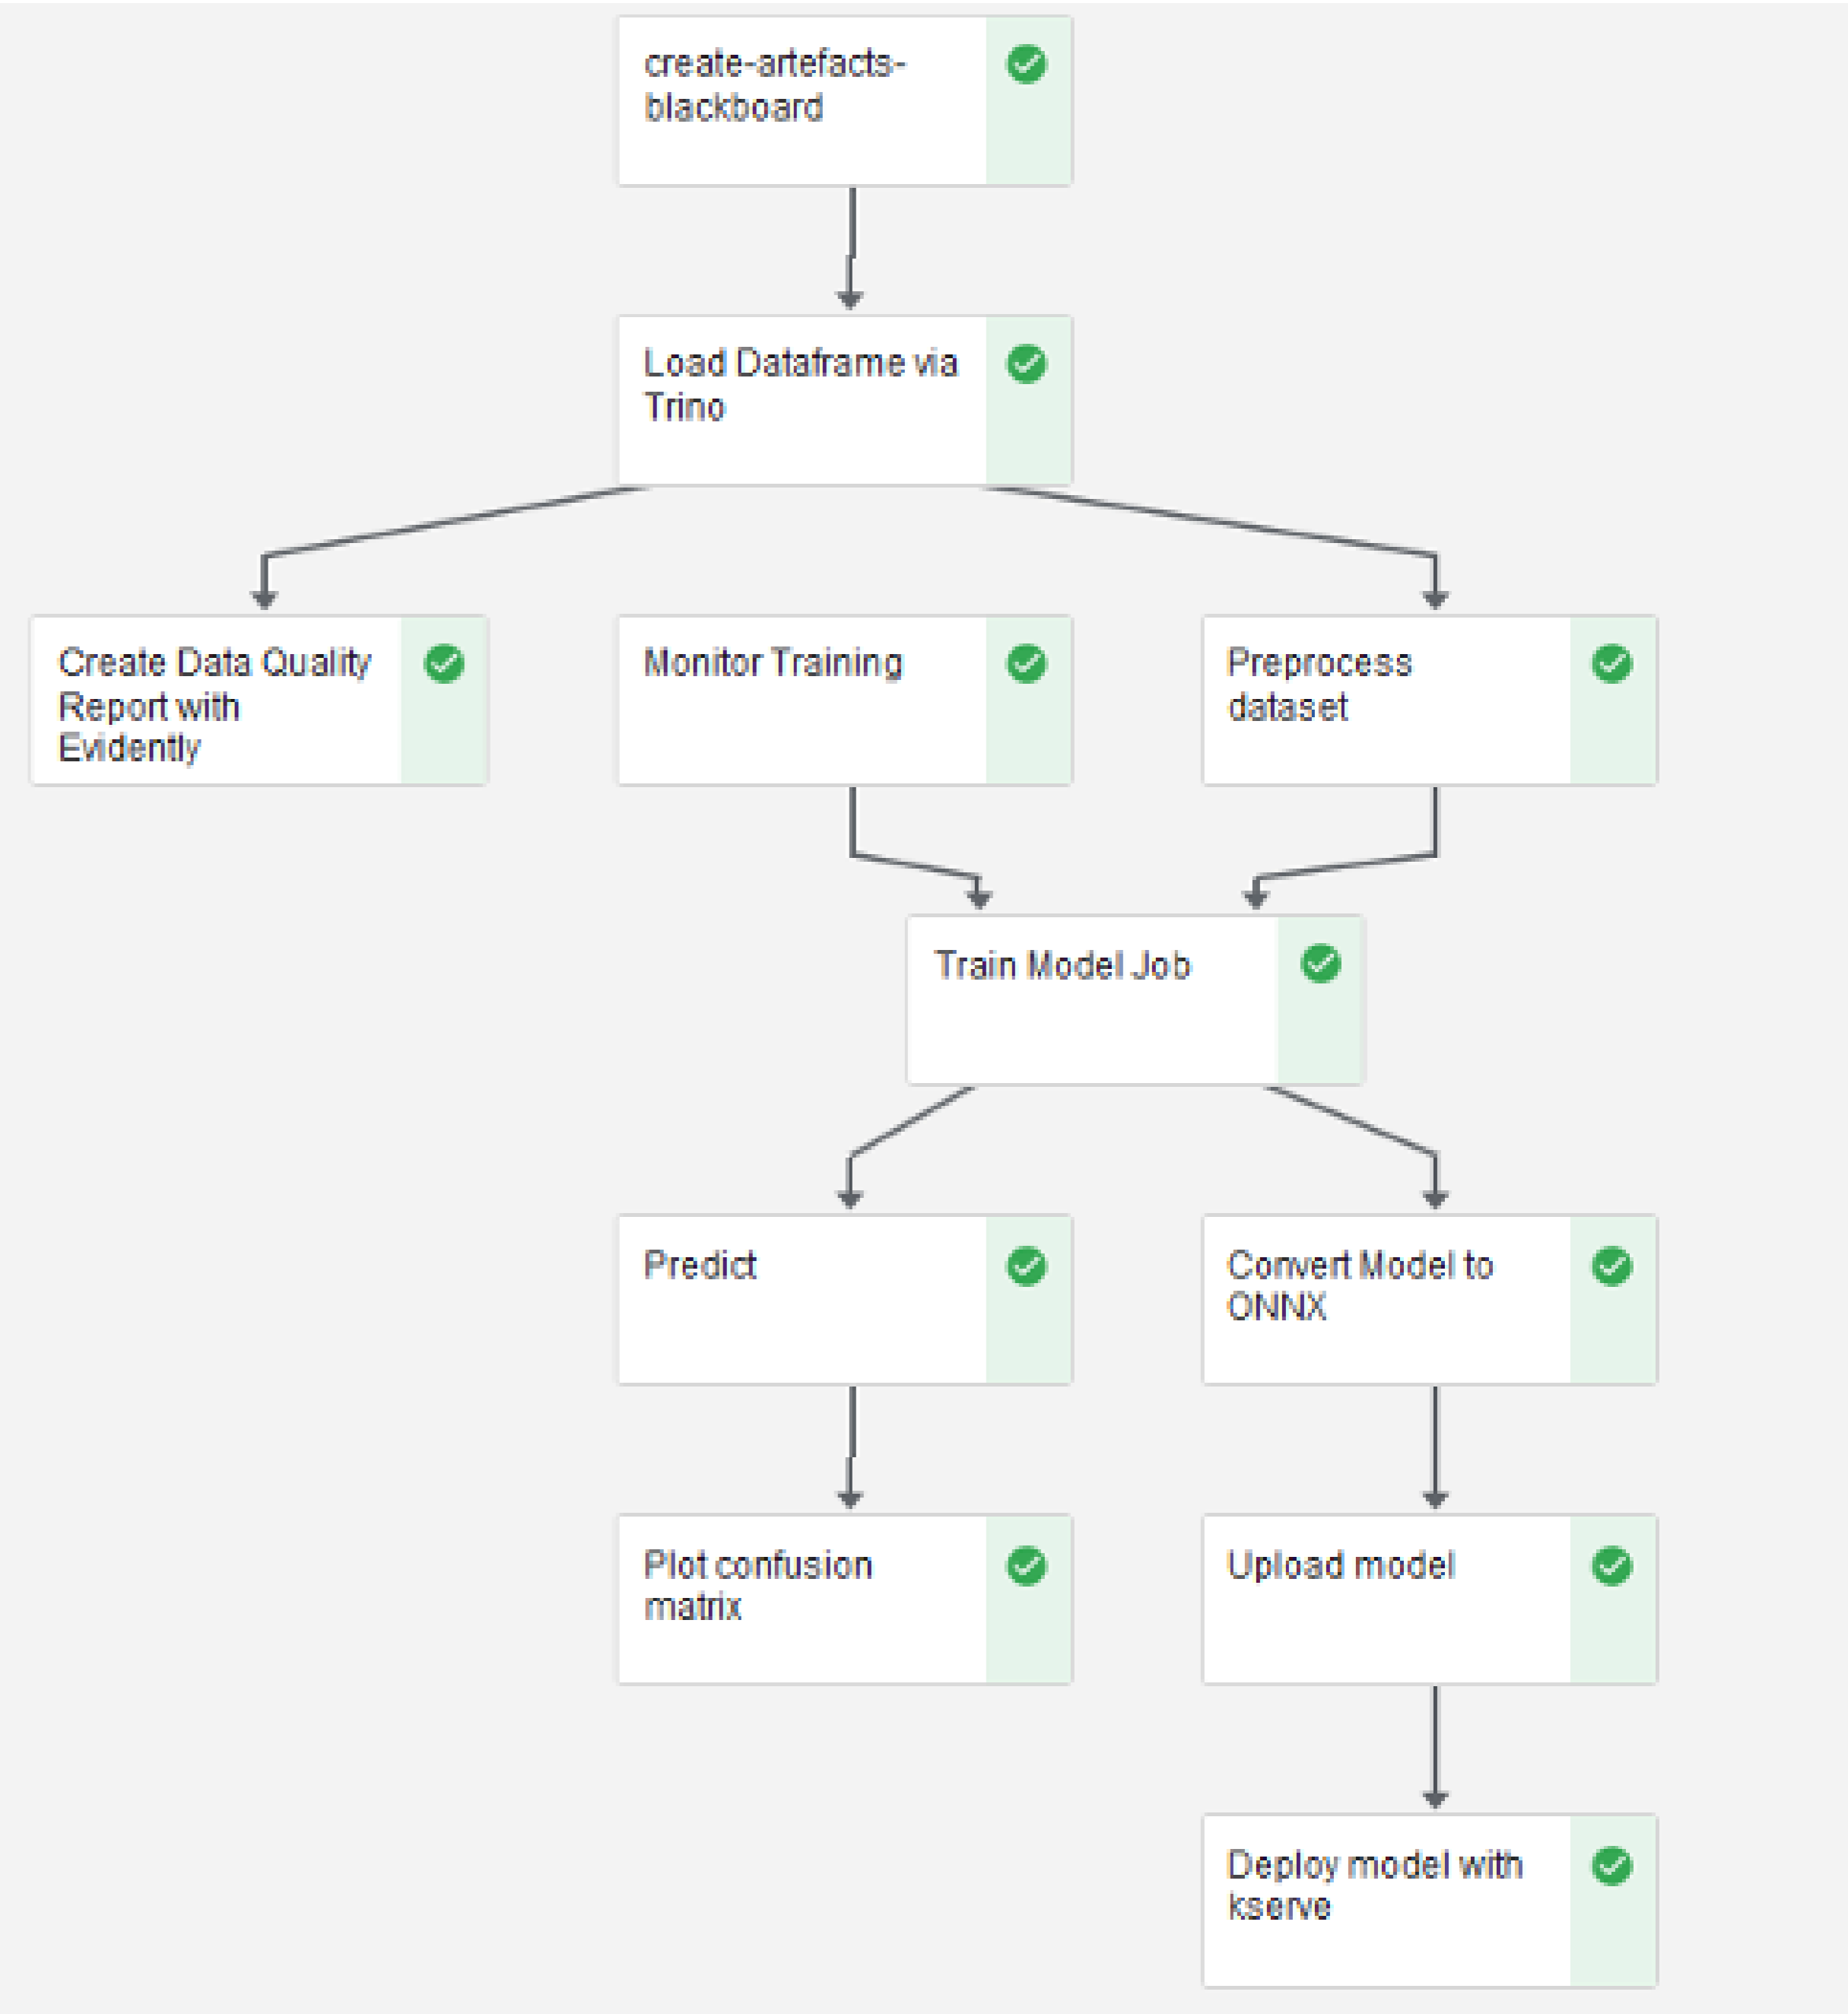 create-artefacts-
blackboard
Load Dataframe via
Trino
Create Data Quality
Report with
Evidently
Monitor Training
Preprocess
dataset
Train Model Job
Predict
Convert Model to
ONNX
Plot confusion
matrix
Upload model
Deploy model with
kserve